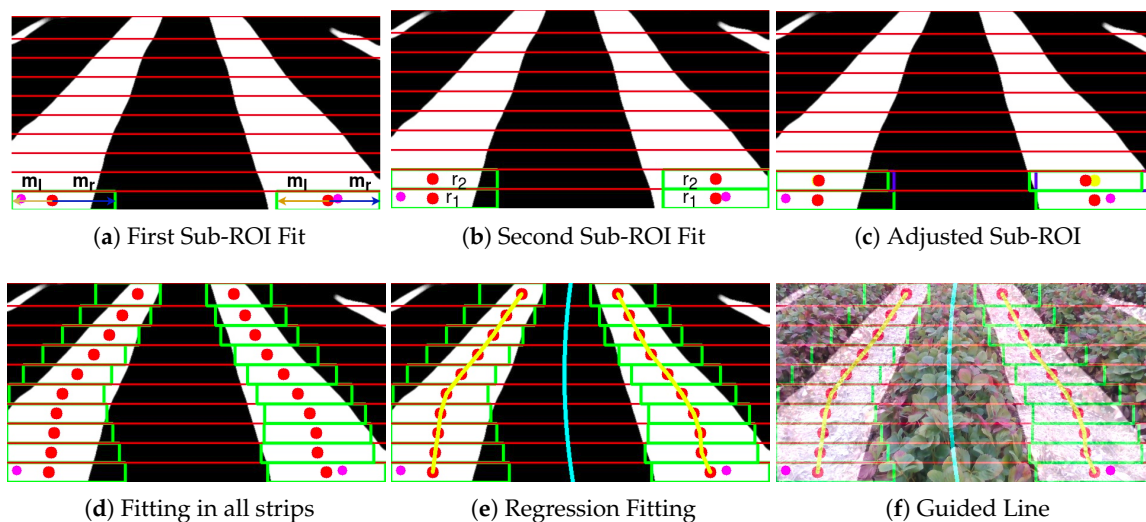 m_l m_r m_l m_r
r_2 r_2
r_1 r_1
(a) First Sub-ROI Fit
(b) Second Sub-ROI Fit
(c) Adjusted Sub-ROI
(d) Fitting in all strips
(e) Regression Fitting
(f) Guided Line